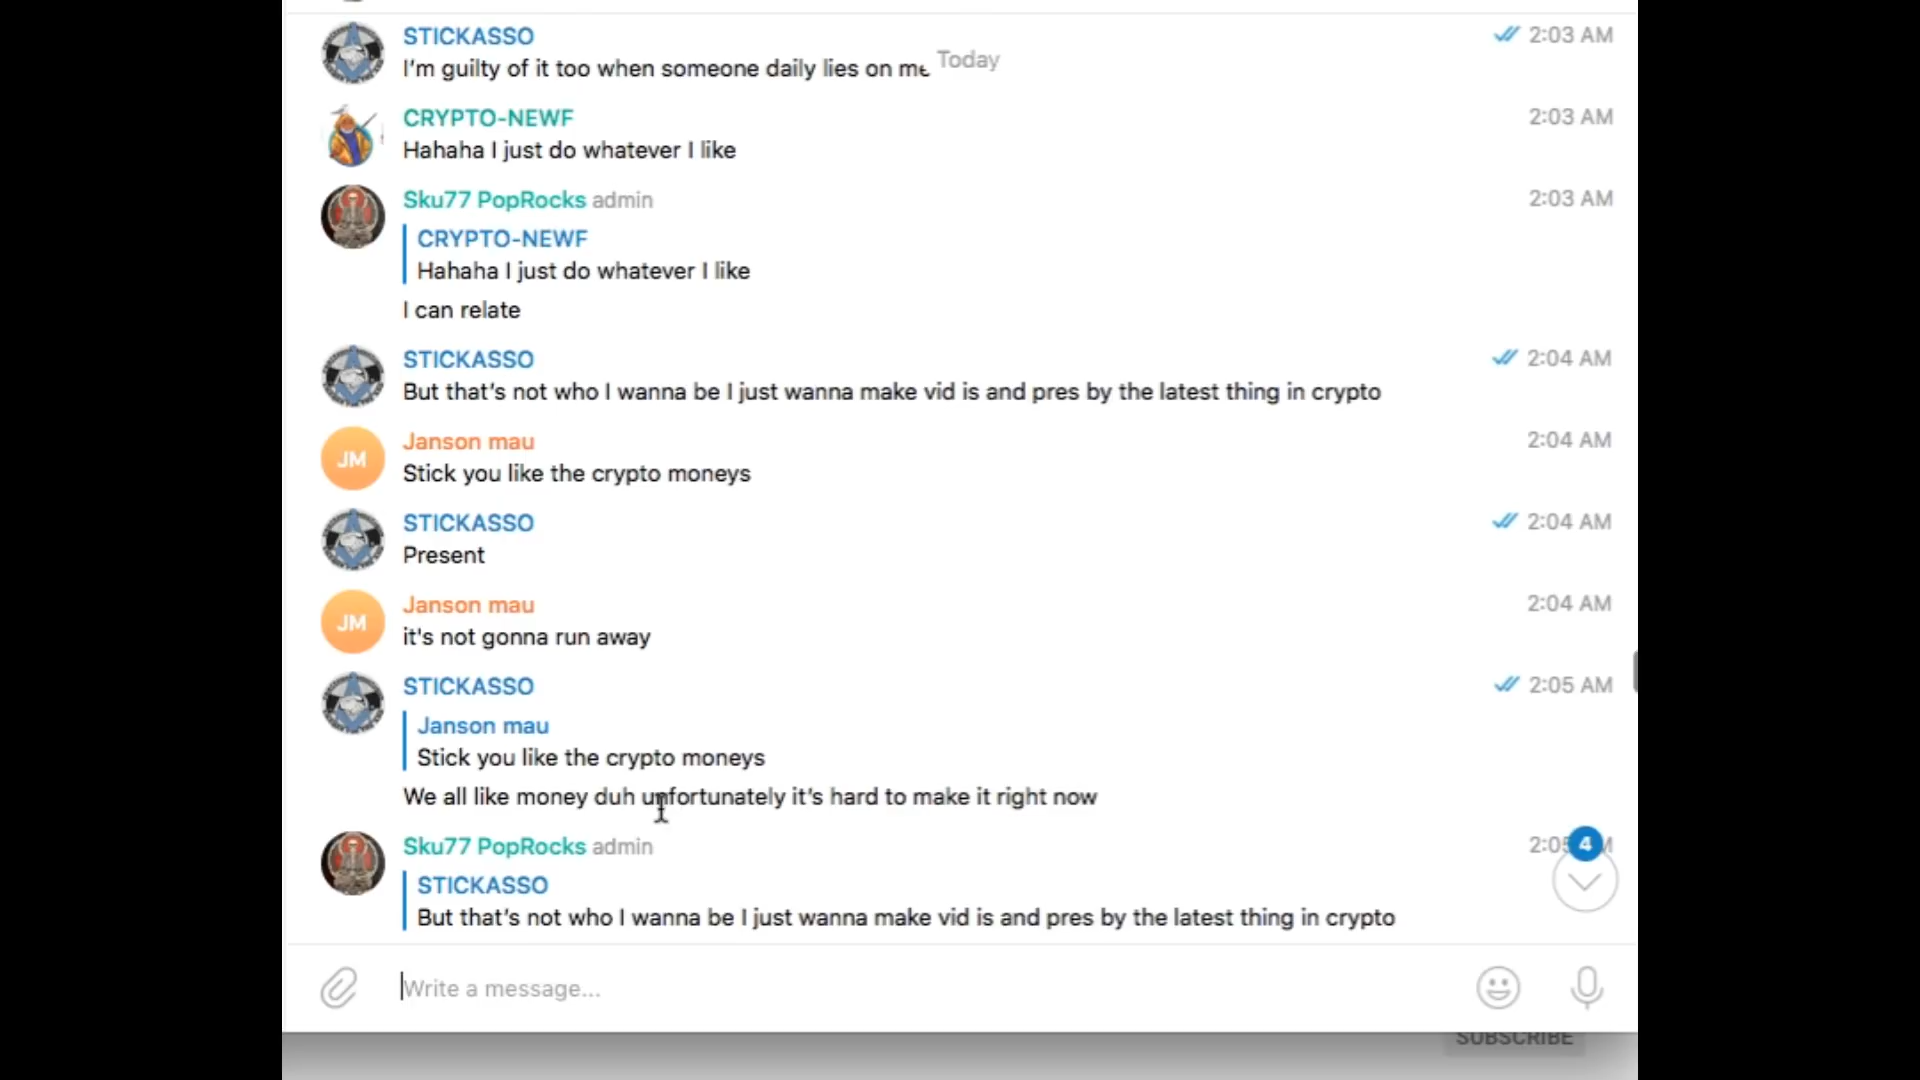 STICKASSO
2:03 AM
I'm guilty of it too when someone daily lies on me
Today
CRYPTO-NEWF
2:03 AM
Hahaha I just do whatever I like
Sku77 PopRocks admin
2:03 AM
CRYPTO-NEWF
Hahaha I just do whatever I like
I can relate
STICKASSO
2:04 AM
But that's not who I wanna be I just wanna make vid is and pres by the latest thing in crypto
JM
Janson mau
2:04 AM
Stick you like the crypto moneys
STICKASSO
2:04 AM
Present
JM
Janson mau
2:04 AM
it's not gonna run away
STICKASSO
2:05 AM
Janson mau
Stick you like the crypto moneys
We all like money duh unfortunately it's hard to make it right now
Sku77 PopRocks admin
4
STICKASSO
But that's not who I wanna be I just wanna make vid is and pres by the latest thing in crypto
Write a message...
SUBSCRIBE